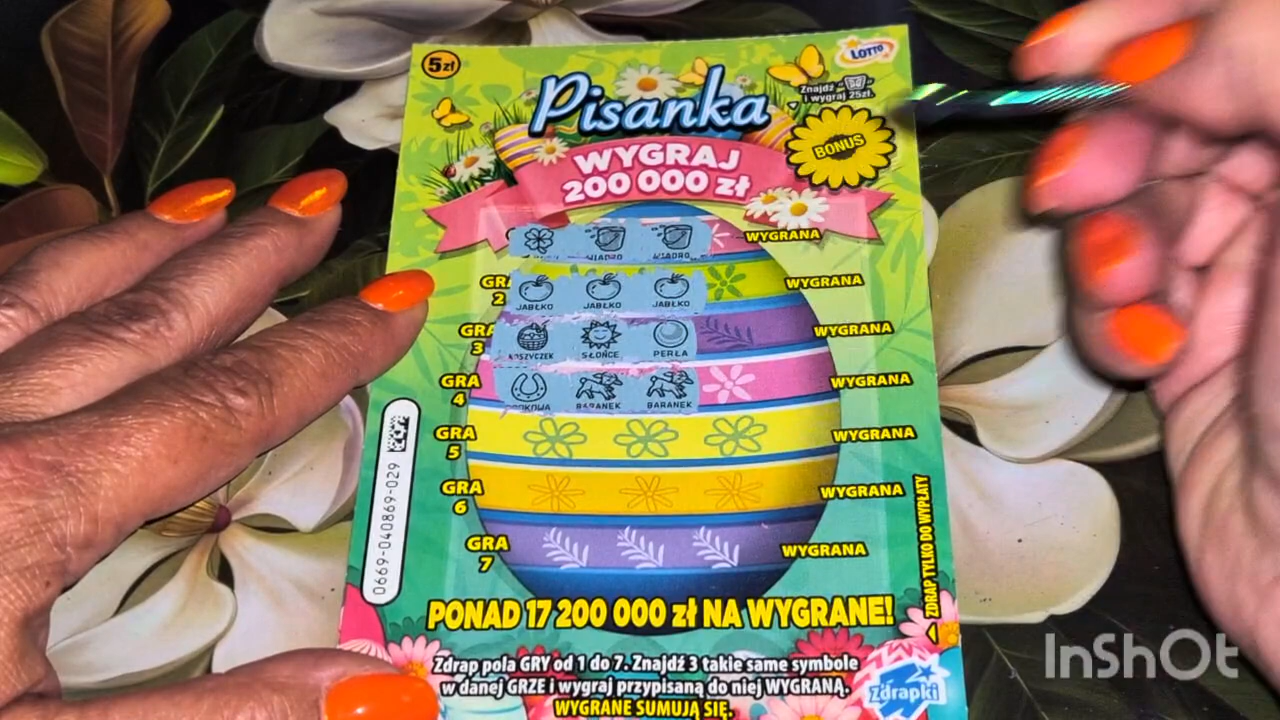 5 zł
LOTTO
Pisanka
Znajdź „
”
i wygraj 25zł.
BONUS
WYGRAJ
200 000 zł
WIADRO WIADRO WYGRANA
GRA
2
JABŁKO JABŁKO JABŁKO
WYGRANA
GRA
3
KOSZYCZEK SŁOŃCE PERŁA
WYGRANA
GRA
4
BARANEK BARANEK
WYGRANA
GRA
5
WYGRANA
GRA
6
WYGRANA
GRA
7
WYGRANA
0669-040869-029
ZDRAP TYLKO DO WYPŁATY
PONAD 17 200 000 zł NA WYGRANE!
Zdrap pola GRY od 1 do 7. Znajdź 3 takie same symbole
w danej GRZE i wygraj przypisaną do niej WYGRANĄ.
WYGRANE SUMUJĄ SIĘ.
Zdrapki
InShOt